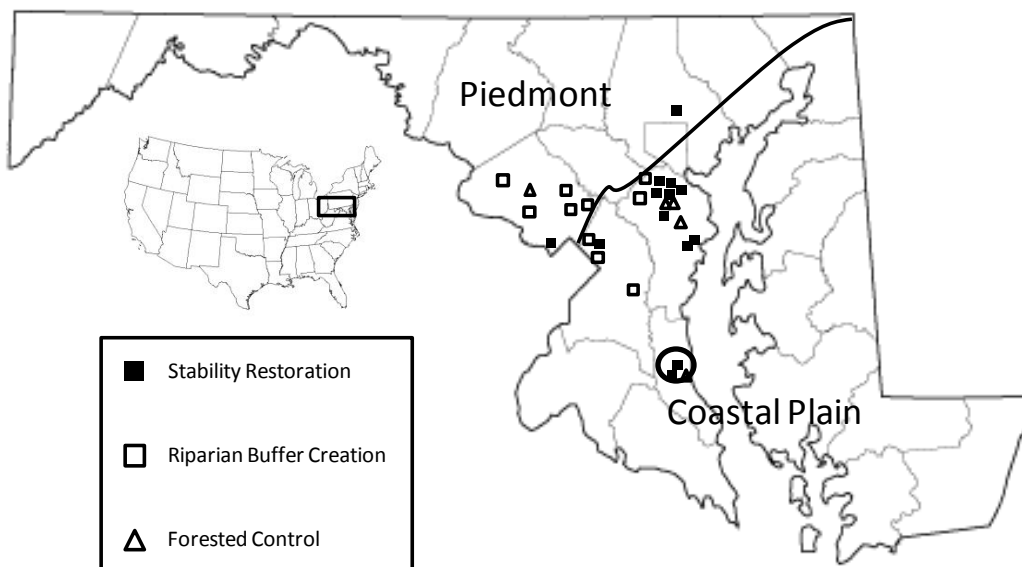 Piedmont
Stability Restoration
Coastal Plain
Riparian Buffer Creation
Forested Control